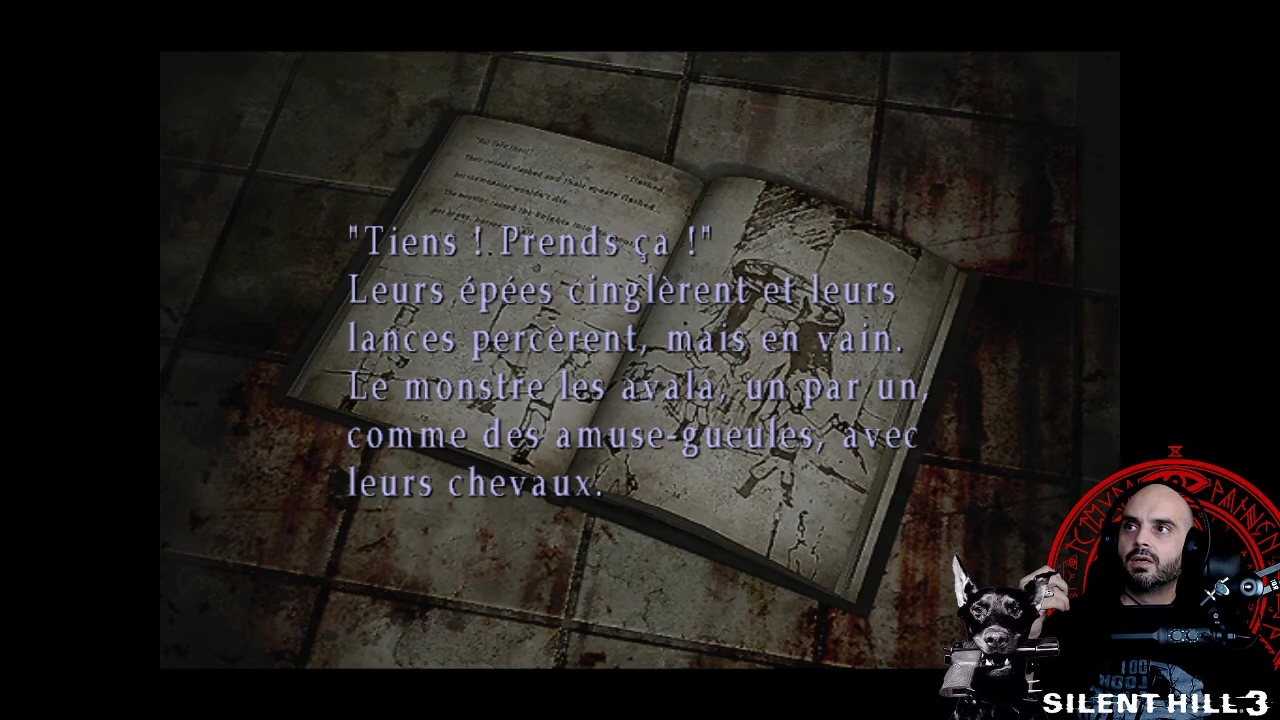 "Tiens ! Prends ça !"
Leurs épées cinglèrent et leurs
lances percèrent, mais en vain.
Le monstre les avala, un par un,
comme des amuse-gueules, avec
leurs chevaux.
SILENT HILL 3